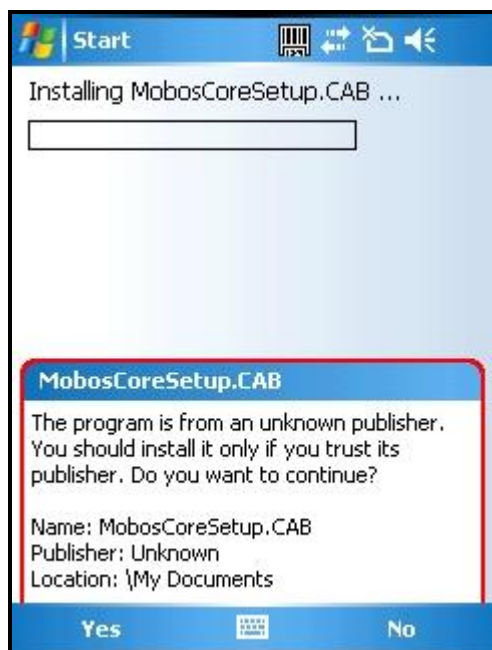 Start
Installing MobosCoreSetup.CAB ...
MobosCoreSetup.CAB
The program is from an unknown publisher.
You should install it only if you trust its
publisher. Do you want to continue?
Name: MobosCoreSetup.CAB
Publisher: Unknown
Location: \My Documents
Yes
No